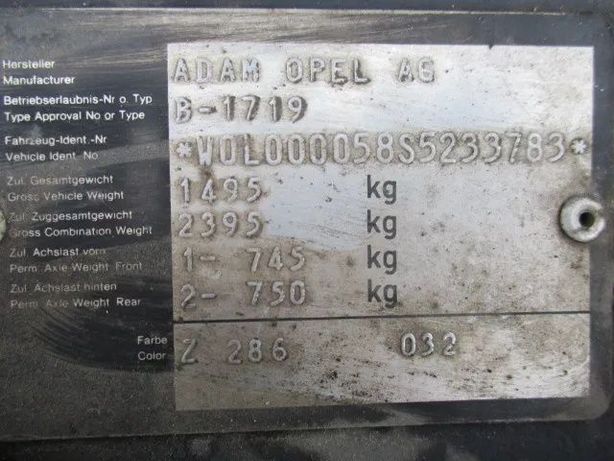 Hersteller
Manufacturer
ADAM OPEL AG
Betriebserlaubnis-Nr o. Typ
Type Approval No or Type
B-1719
Fahrzeug-Ident.-Nr
Vehicle Ident. No
*W0L000058S5233783*
Zul. Gesamtgewicht
Gross Vehicle Weight
1495 kg
Zul. Zuggesamtgewicht
Gross Combination Weight
2395 kg
Zul. Achslast vorn
Perm. Axle Weight Front
1- 745 kg
Zul. Achslast hinten
Perm. Axle Weight Rear
2- 750 kg
Farbe
Color
Z 286 032